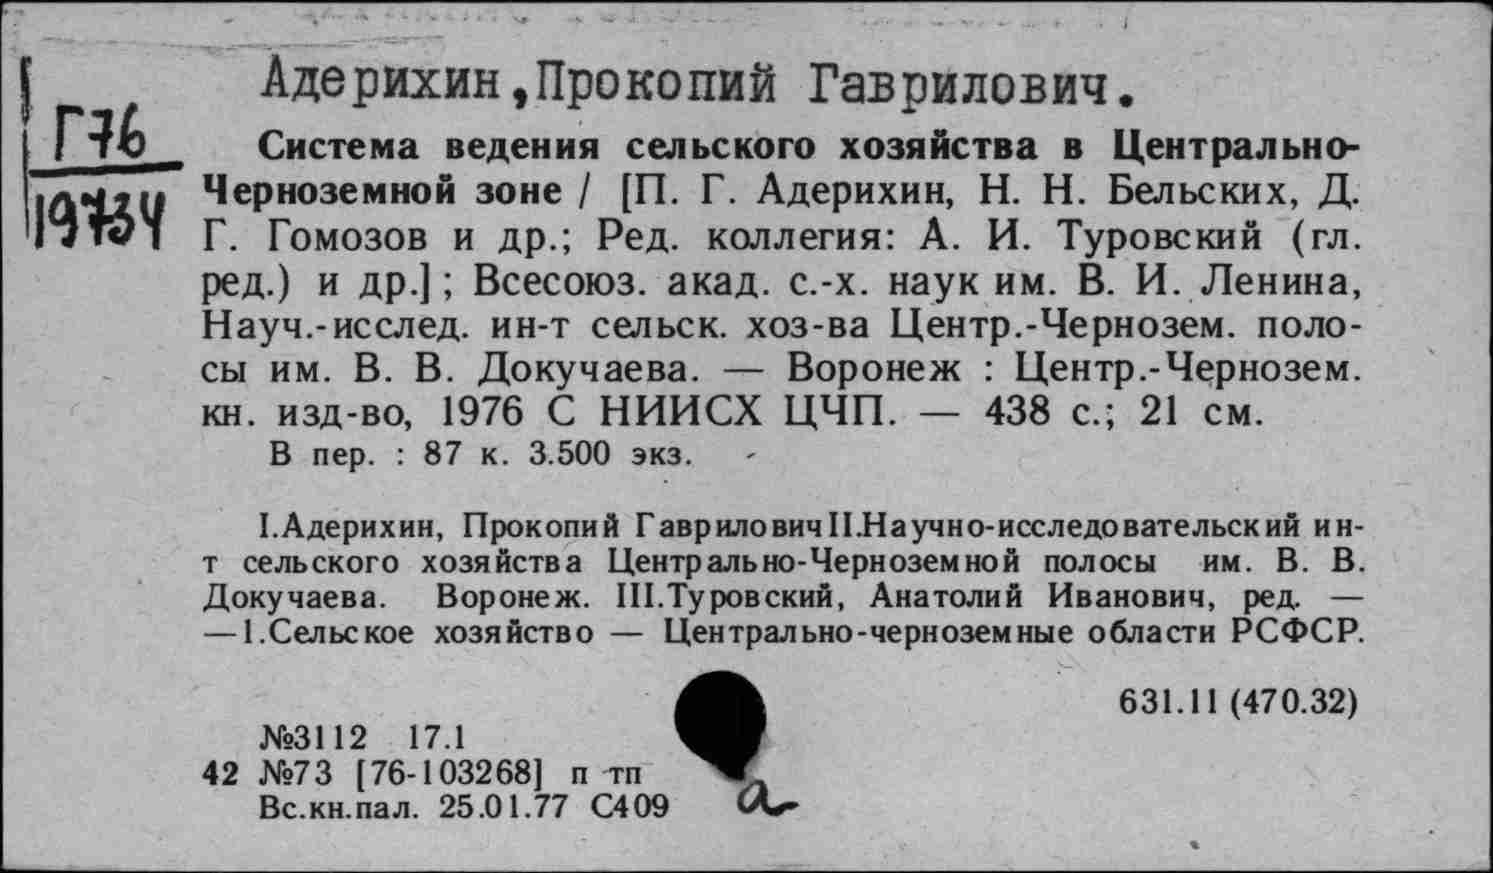 Адерихин,Прокопий Гаврилович.
Г76
19734
Система ведения сельского хозяйства в Центрально-
Черноземной зоне / [П. Г. Адерихин, Н. Н. Бельских, Д.
Г. Гомозов и др.; Ред. коллегия: А. И. Туровский (гл.
ред.) и др.] ; Всесоюз. акад. с.-х. наук им. В. И. Ленина,
Науч.-исслед. ин-т сельск. хоз-ва Центр.-Чернозем. поло-
сы им. В. В. Докучаева. — Воронеж : Центр.-Чернозем.
кн. изд-во, 1976 С НИИСХ ЦЧП. — 438 с.; 21 см.
В пер. : 87 к. 3.500 экз.
I.Адерихин, Прокопий ГавриловичII.Научно-исследовательский ин-
т сельского хозяйства Центрально-Черноземной полосы им. В. В.
Докучаева. Воронеж. III.Туровский, Анатолий Иванович, ред. —
— 1.Сельское хозяйство — Центрально-черноземные области РСФСР.
631.11 (470.32)
№3112 17.1
42 №73 [76-103268] п тп
Вс.кн.пал. 25.01.77 С409
а